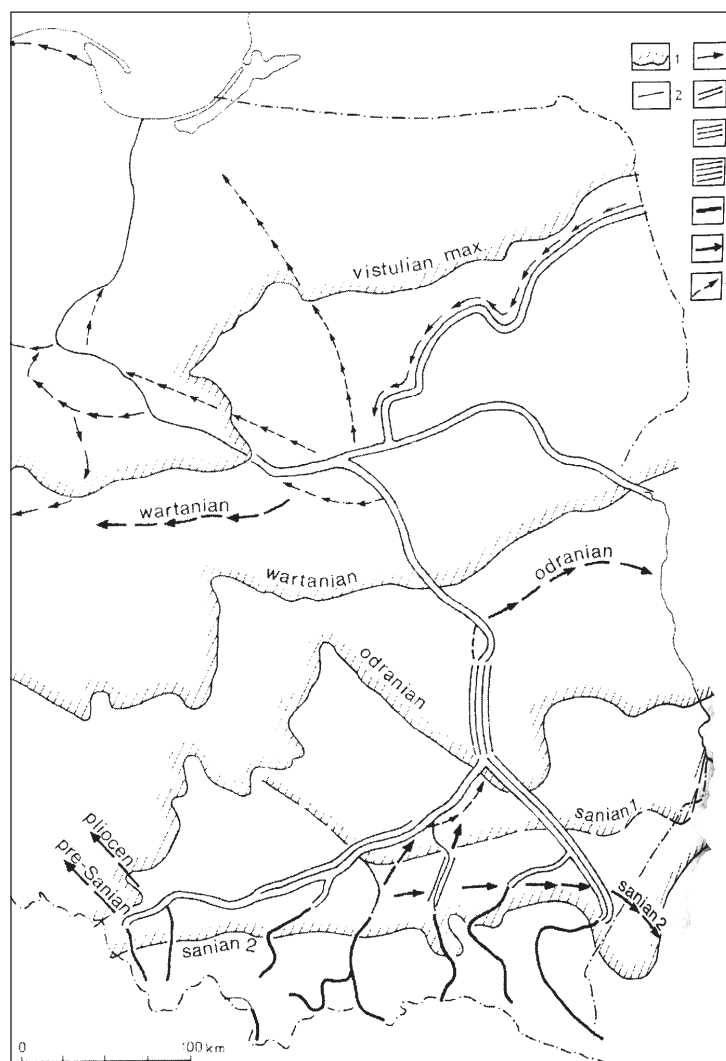 1
2
vistulian max.
wartanian
wartanian
odranian
odranian
sanian 1
pliocen
pre-Sanian
sanian 2
sanian 2
0 100 km